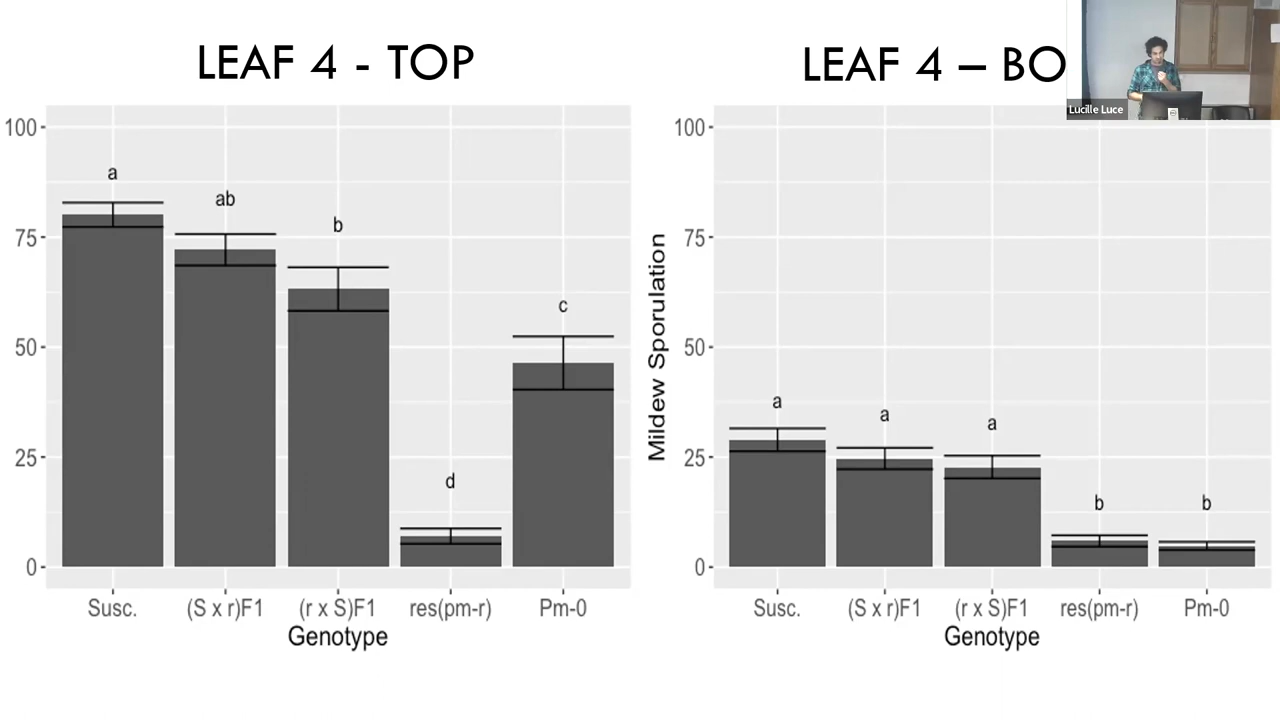 LEAF 4 - TOP
100
75
50
25
0
a
ab
b
d
c
Susc.
(S x r)F1
(r x S)F1
res(pm-r)
Pm-0
Genotype
LEAF 4 – BO
Lucille Luce
Mildew Sporulation
100
75
50
25
0
a
a
a
b
b
Susc.
(S x r)F1
(r x S)F1
res(pm-r)
Pm-0
Genotype